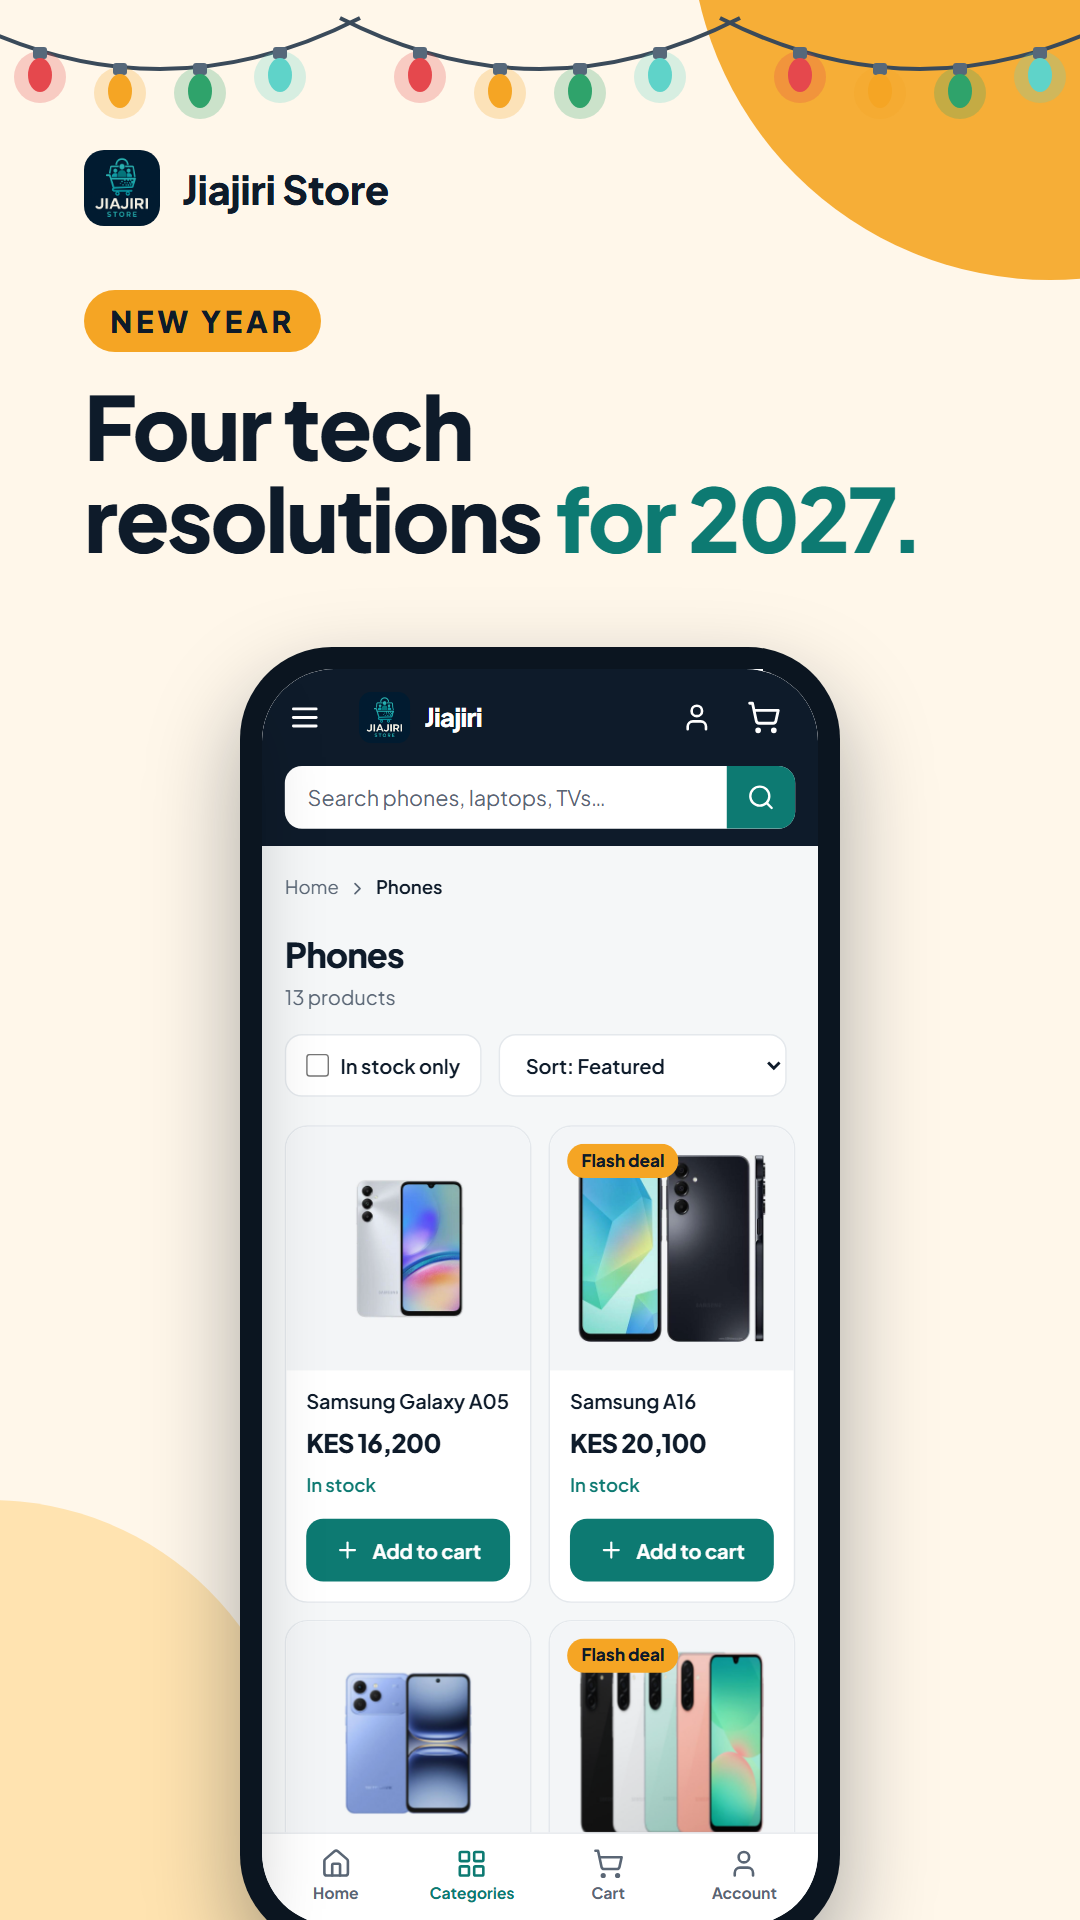 JIAJIRI
STORE
Jiajiri Store
NEW YEAR
Four tech
resolutions for 2027.
JIAJIRI
STORE
Jiajiri
Search phones, laptops, TVs...
Home > Phones
Phones
13 products
In stock only
Sort: Featured
Flash deal
Samsung Galaxy A05
KES 16,200
In stock
+ Add to cart
Samsung A16
KES 20,100
In stock
+ Add to cart
Flash deal
Home
Categories
Cart
Account